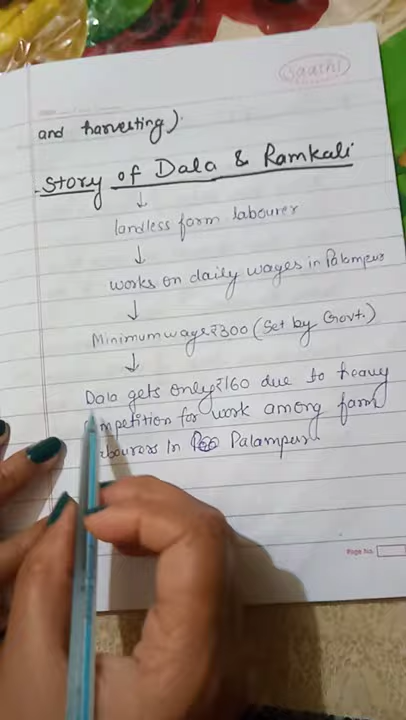 Saathi
and harvesting).
Story of Dala & Ramkali
↓
landless farm labourer
↓
works on daily wages in Palampur
↓
Minimum wage ₹300 (Set by Govt.)
↓
Dala gets only ₹160 due to heavy
competition for work among farm
labourers In Palampur
Page No.